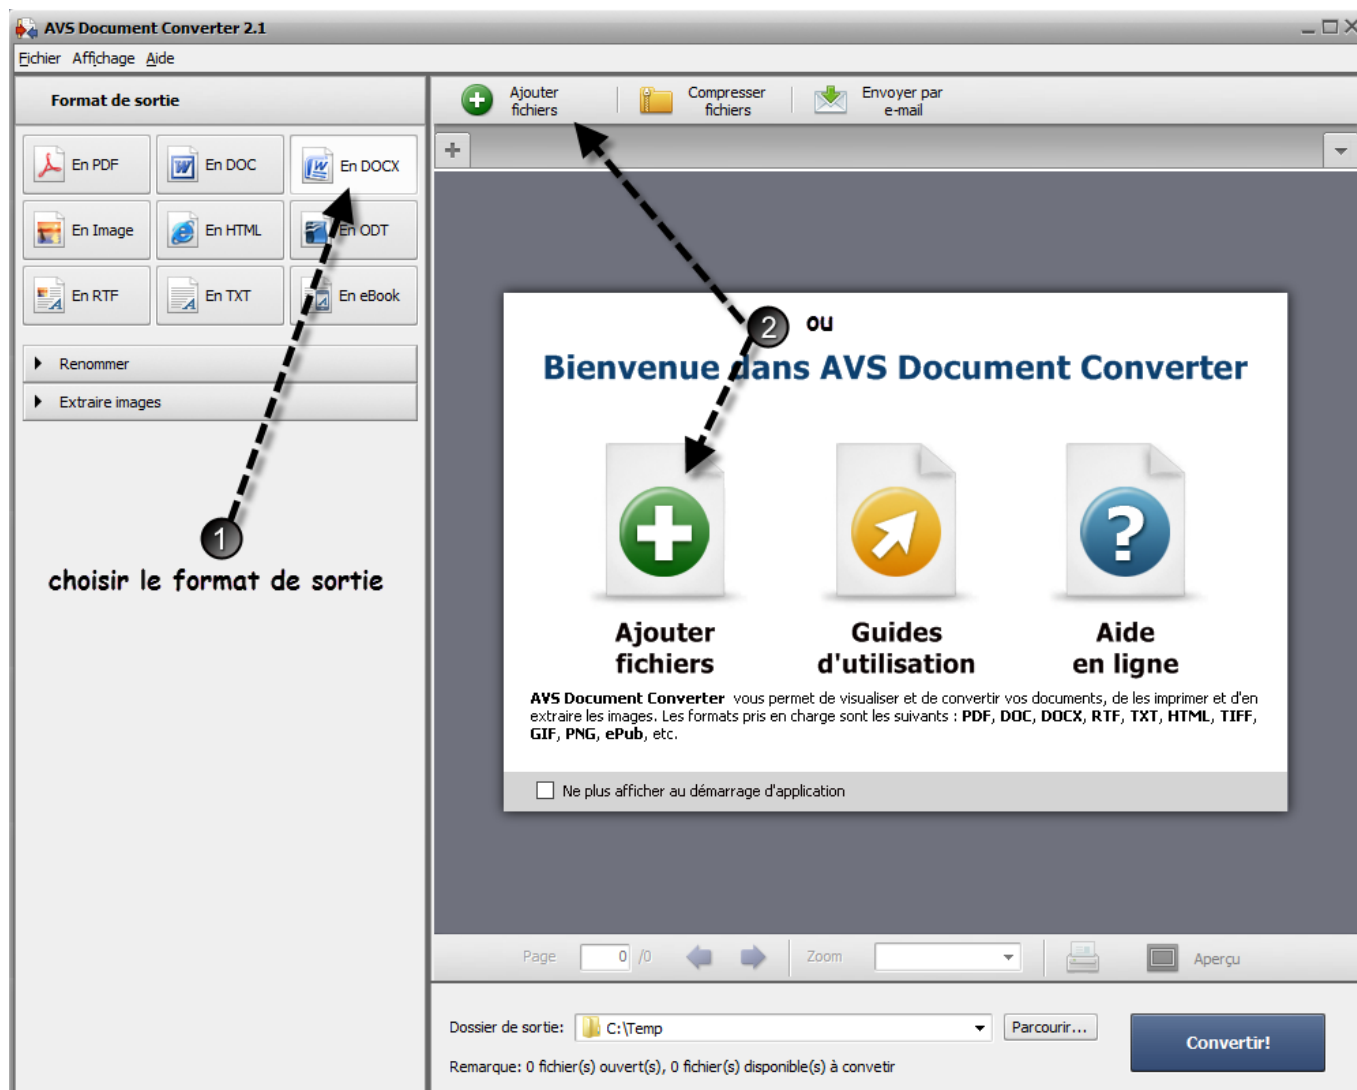 AVS Document Converter 2.1
Fichier Affichage Aide
Format de sortie
Ajouter
fichiers
Compresser
fichiers
Envoyer par
e-mail
En PDF
En DOC
En DOCX
En Image
En HTML
En ODT
En RTF
En TXT
En eBook
Renommer
Extraire images
1
choisir le format de sortie
2 ou
Bienvenue dans AVS Document Converter
Ajouter
fichiers
Guides
d'utilisation
Aide
en ligne
AVS Document Converter vous permet de visualiser et de convertir vos documents, de les imprimer et d'en
extraire les images. Les formats pris en charge sont les suivants : PDF, DOC, DOCX, RTF, TXT, HTML, TIFF,
GIF, PNG, ePub, etc.
Ne plus afficher au démarrage d'application
Page 0 /0 Zoom Aperçu
Dossier de sortie: C:\Temp Parcourir... Convertir!
Remarque: 0 fichier(s) ouvert(s), 0 fichier(s) disponible(s) à convetir